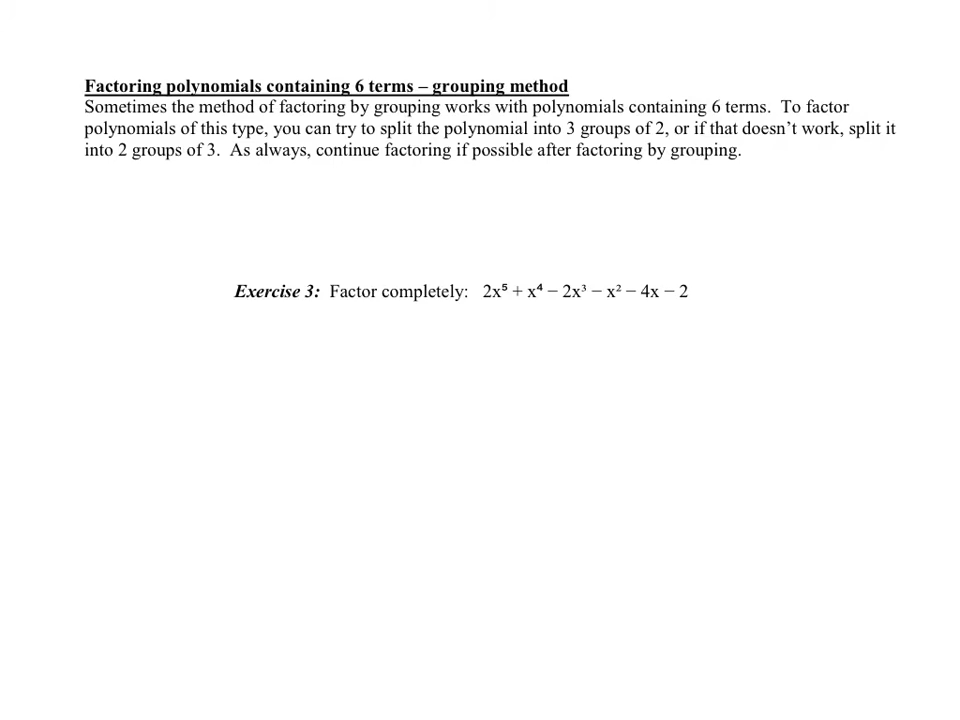 Factoring polynomials containing 6 terms – grouping method
Sometimes the method of factoring by grouping works with polynomials containing 6 terms.  To factor
polynomials of this type, you can try to split the polynomial into 3 groups of 2, or if that doesn’t work, split it
into 2 groups of 3.  As always, continue factoring if possible after factoring by grouping.
Exercise 3:  Factor completely:   2x⁵ + x⁴ − 2x³ − x² − 4x − 2